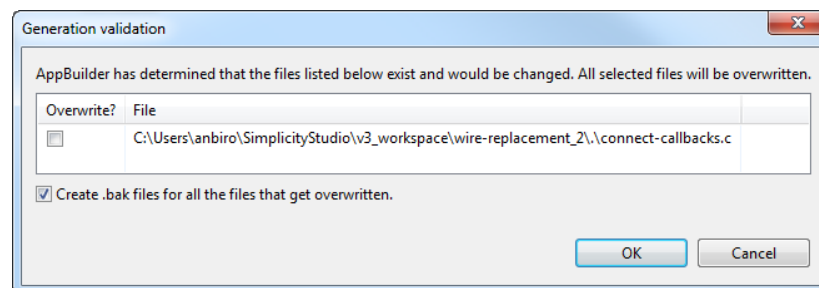 Generation validation
AppBuilder has determined that the files listed below exist and would be changed. All selected files will be overwritten.
Overwrite? File
C:\Users\anbiro\SimplicityStudio\v3_workspace\wire-replacement_2\.\connect-callbacks.c
Create .bak files for all the files that get overwritten.
OK Cancel